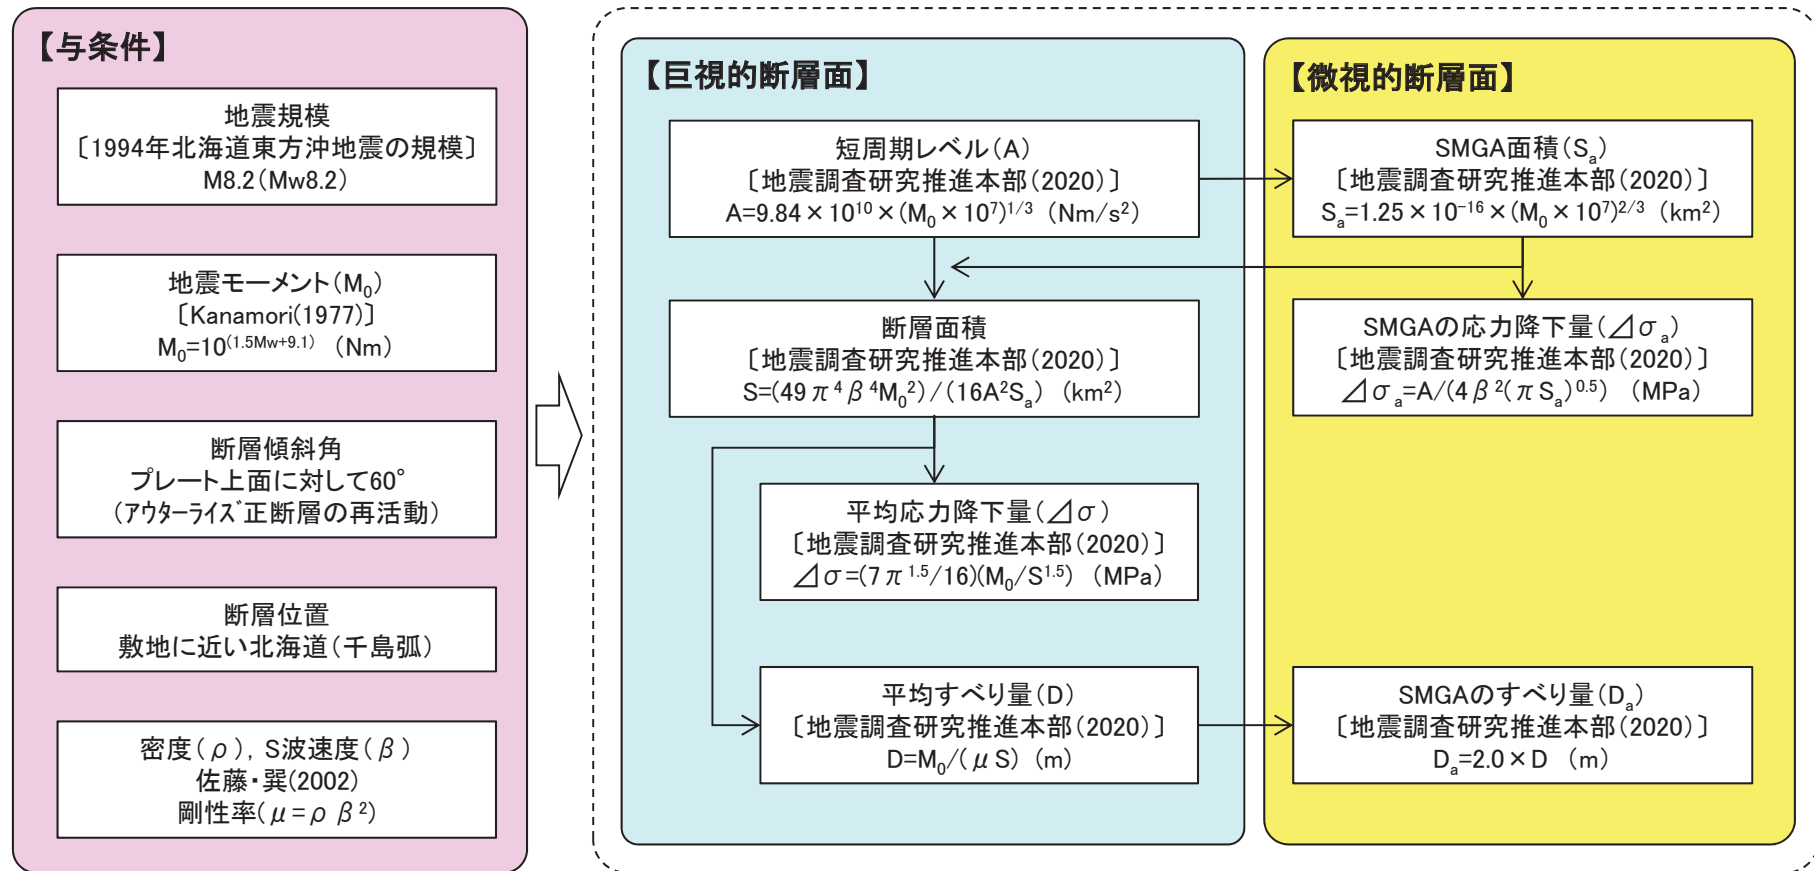 【与条件】
地震規模
〔1994年北海道東方沖地震の規模〕
M8.2(Mw8.2)
地震モーメント(M₀)
〔Kanamori(1977)〕
M₀=10^(1.5Mw+9.1) (Nm)
断層傾斜角
プレート上面に対して60°
(アウターライズ正断層の再活動)
断層位置
敷地に近い北海道(千島弧)
密度(ρ), S波速度(β)
佐藤・巽(2002)
剛性率(μ=ρβ²)
【巨視的断層面】
短周期レベル(A)
〔地震調査研究推進本部(2020)〕
A=9.84×10¹⁰×(M₀×10⁷)^1/3 (Nm/s²)
断層面積
〔地震調査研究推進本部(2020)〕
S=(49π⁴β⁴M₀²)/(16A²Sₐ) (km²)
平均応力降下量(⊿σ)
〔地震調査研究推進本部(2020)〕
⊿σ=(7π^1.5/16)(M₀/S^1.5) (MPa)
平均すべり量(D)
〔地震調査研究推進本部(2020)〕
D=M₀/(μS) (m)
【微視的断層面】
SMGA面積(Sₐ)
〔地震調査研究推進本部(2020)〕
Sₐ=1.25×10⁻¹⁶×(M₀×10⁷)^2/3 (km²)
SMGAの応力降下量(⊿σₐ)
〔地震調査研究推進本部(2020)〕
⊿σₐ=A/(4β²(πSₐ)^0.5) (MPa)
SMGAのすべり量(Dₐ)
〔地震調査研究推進本部(2020)〕
Dₐ=2.0×D (m)